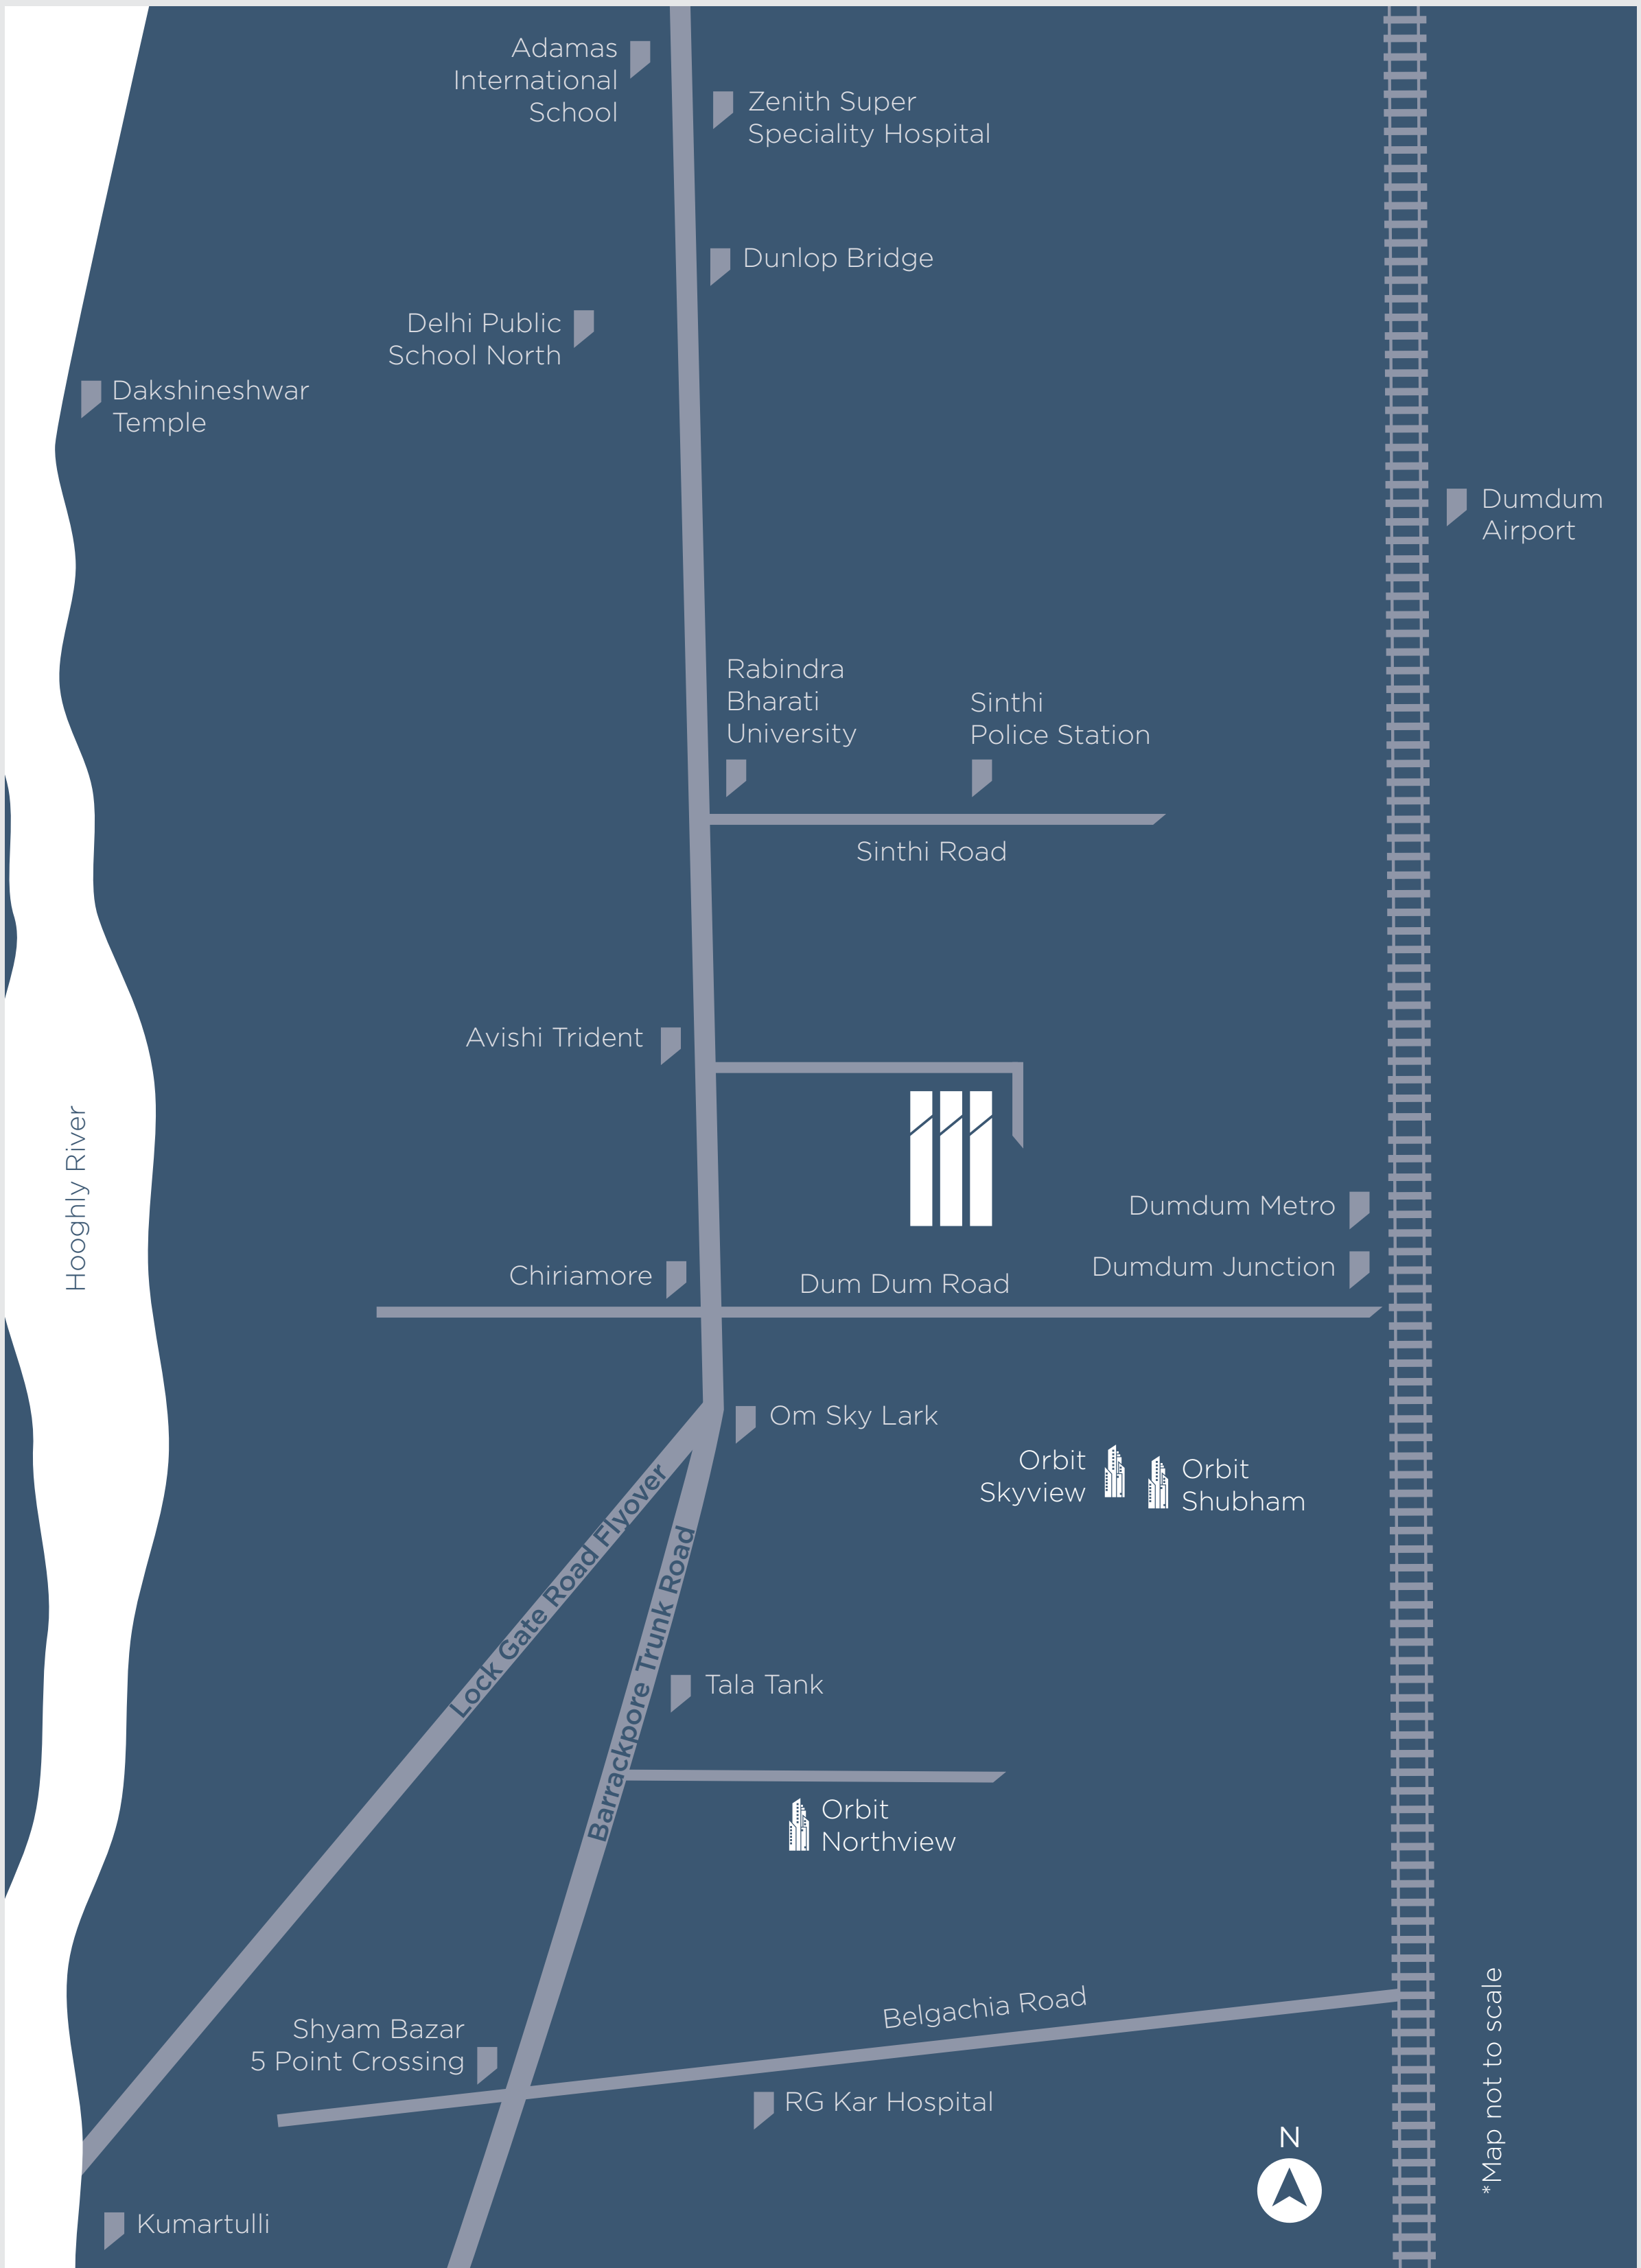 Adamas
International
School
Zenith Super
Speciality Hospital
Dunlop Bridge
Delhi Public
School North
Dakshineshwar
Temple
Dumdum
Airport
Rabindra
Bharati
University
Sinthi
Police Station
Sinthi Road
Avishi Trident
Hooghly River
Dumdum Metro
Dumdum Junction
Chiriamore
Dum Dum Road
Om Sky Lark
Orbit
Skyview
Orbit
Shubham
Lock Gate Road Flyover
Barrackpore Trunk Road
Tala Tank
Orbit
Northview
Belgachia Road
Shyam Bazar
5 Point Crossing
RG Kar Hospital
*Map not to scale
N
Kumartulli